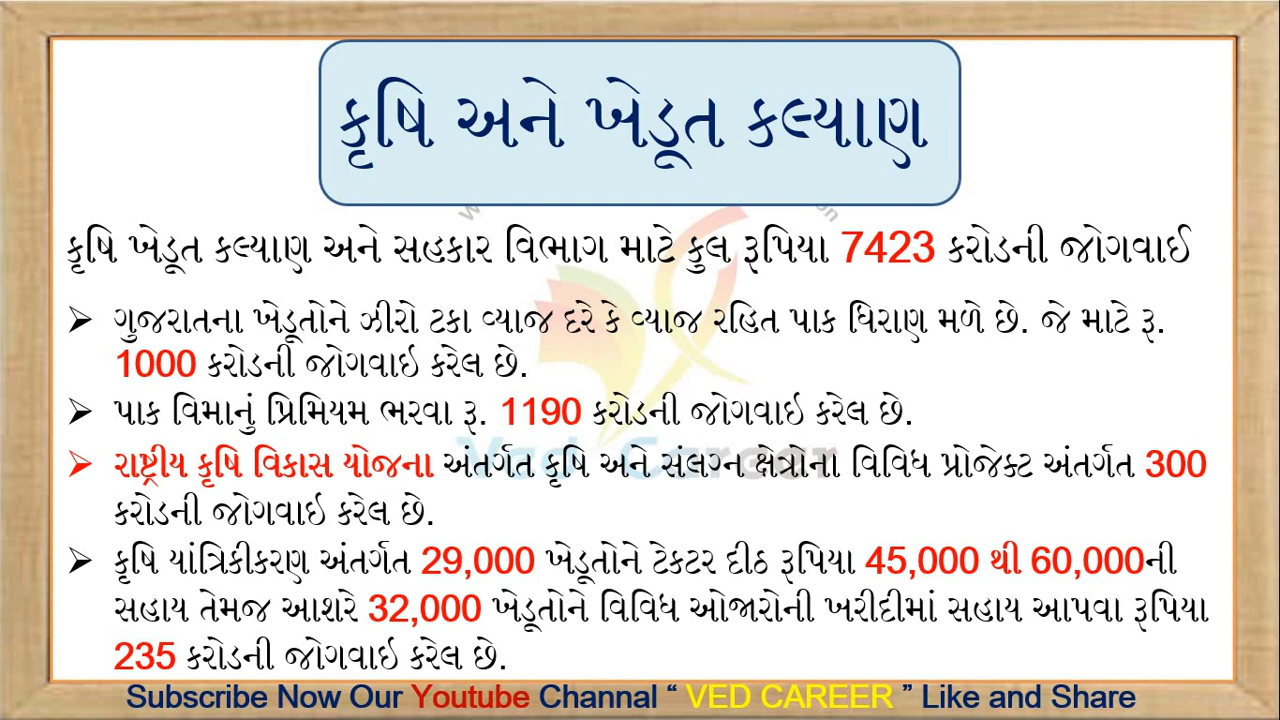 કૃષિ અને ખેડૂત કલ્યાણ
કૃષિ ખેડૂત કલ્યાણ અને સહકાર વિભાગ માટે કુલ રૂપિયા 7423 કરોડની જોગવાઈ
➢ ગુજરાતના ખેડૂતોને ઝીરો ટકા વ્યાજ દરે કે વ્યાજ રહિત પાક ધિરાણ મળે છે. જે માટે રૂ.
1000 કરોડની જોગવાઇ કરેલ છે.
➢ પાક વિમાનું પ્રિમિયમ ભરવા રૂ. 1190 કરોડની જોગવાઇ કરેલ છે.
➢ રાષ્ટ્રીય કૃષિ વિકાસ યોજના અંતર્ગત કૃષિ અને સંલગ્ન ક્ષેત્રોના વિવિધ પ્રોજેક્ટ અંતર્ગત 300
કરોડની જોગવાઇ કરેલ છે.
➢ કૃષિ યાંત્રિકીકરણ અંતર્ગત 29,000 ખેડૂતોને ટેકટર દીઠ રૂપિયા 45,000 થી 60,000ની
સહાય તેમજ આશરે 32,000 ખેડૂતોને વિવિધ ઓજારોની ખરીદીમાં સહાય આપવા રૂપિયા
235 કરોડની જોગવાઇ કરેલ છે.
Ved Career
Subscribe Now Our Youtube Channal “ VED CAREER ” Like and Share